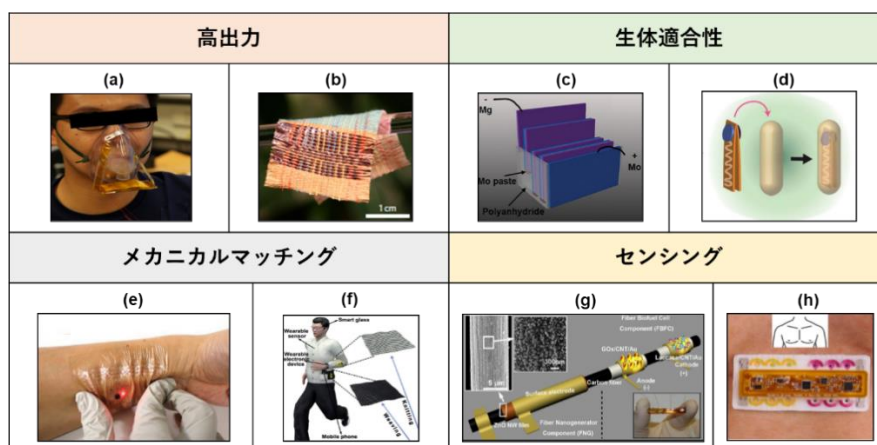 高出力
生体適合性
(a)
(b)
(c)
(d)
1 cm
Mg
+
Mo
Mo paste
Polyanhydride
メカニカルマッチング
センシング
(e)
(f)
(g)
(h)
Smart glass
Wearable
sensor
Wearable
electronic
device
Mobile phone
Knitting
Weaving
Fiber Biofuel Cell
Component (FBFC)
GOx/CNT/Au
Cathode
(+)
Anode
(-)
Carbon fiber
Surface electrode
ZnO NW film
Fiber Nanogenerator
Component (FNG)